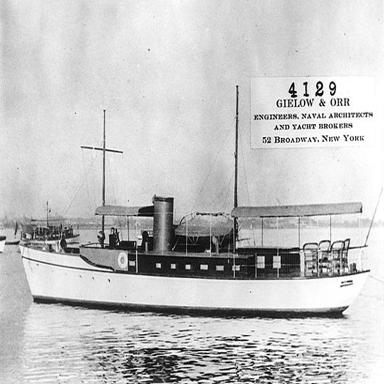 4129
GIELOW & ORR
ENGINEERS, NAVAL ARCHITECTS
AND YACHT BROKERS
52 BROADWAY, NEW YORK